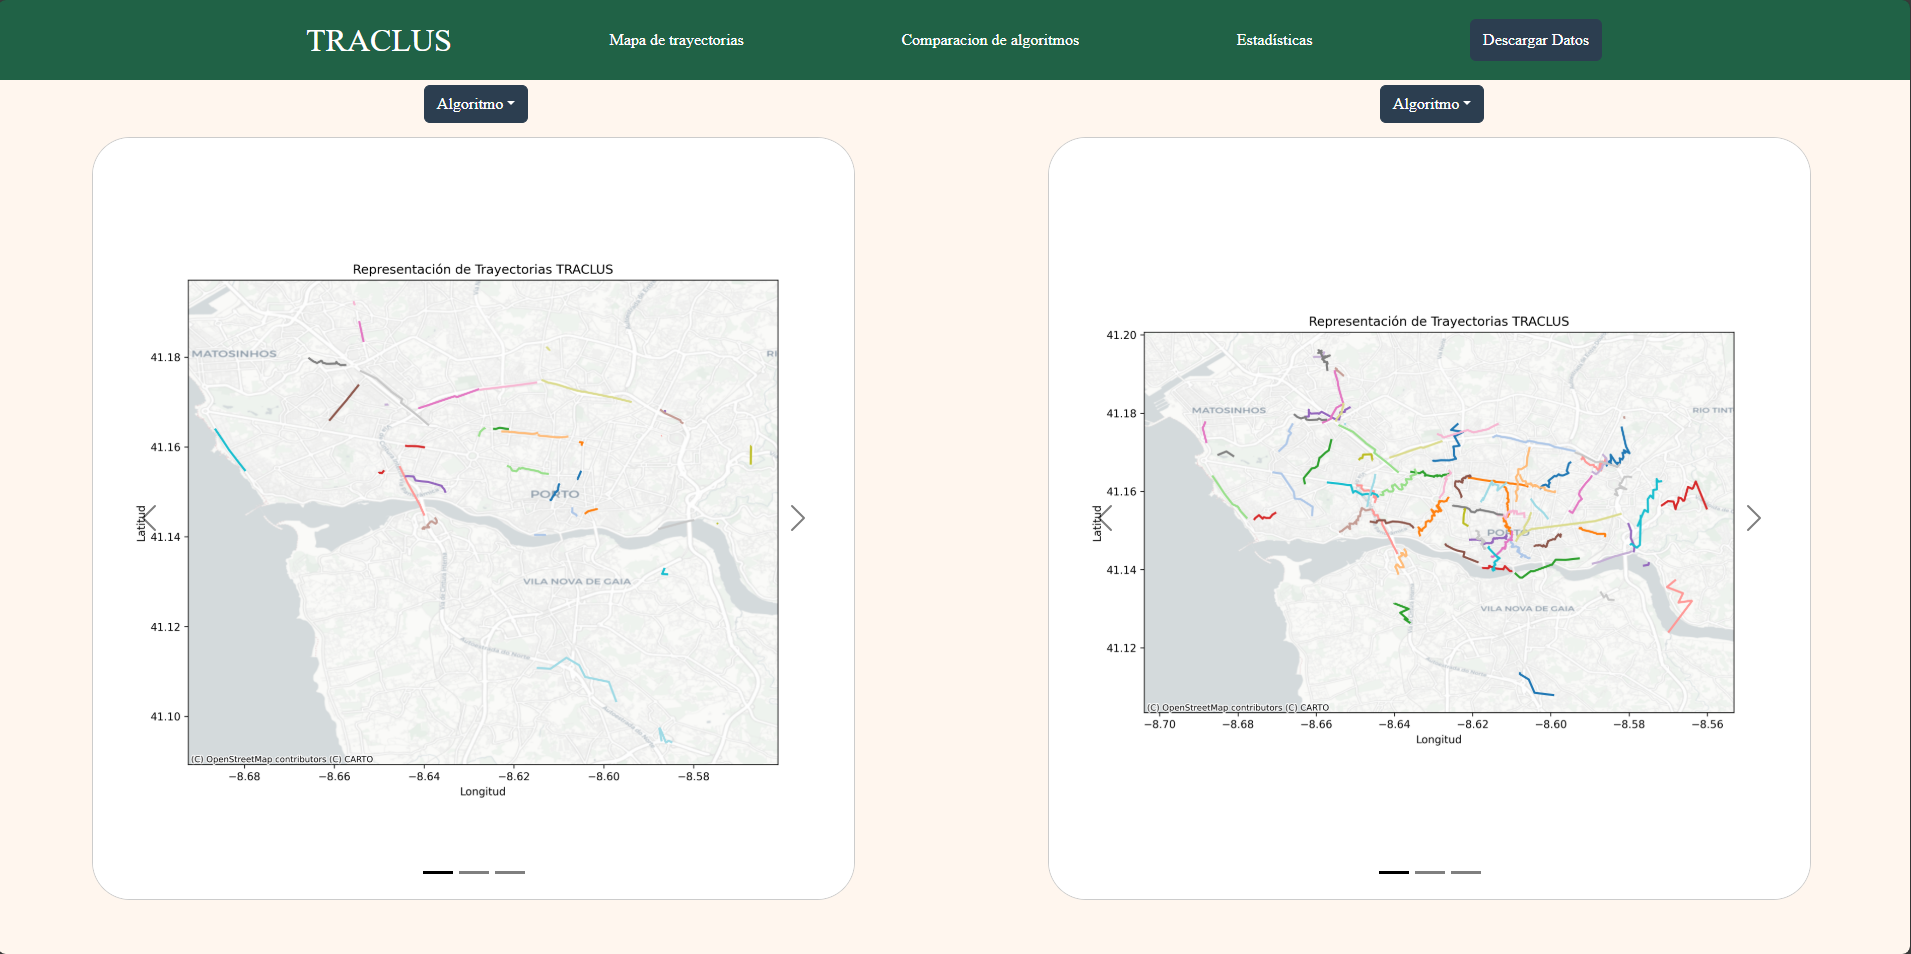 TRACLUS
Mapa de trayectorias
Comparacion de algoritmos
Estadísticas
Descargar Datos
Algoritmo
Algoritmo
Representación de Trayectorias TRACLUS
41.18
41.16
41.14
41.12
41.10
Latitud
MATOSINHOS
PORTO
VILA NOVA DE GAIA
(C) OpenStreetMap contributors (C) CARTO
−8.68
−8.66
−8.64
−8.62
−8.60
−8.58
Longitud
Representación de Trayectorias TRACLUS
41.20
41.18
41.16
41.14
41.12
Latitud
MATOSINHOS
RIO TINT
PORTO
VILA NOVA DE GAIA
(C) OpenStreetMap contributors (C) CARTO
−8.70
−8.68
−8.66
−8.64
−8.62
−8.60
−8.58
−8.56
Longitud